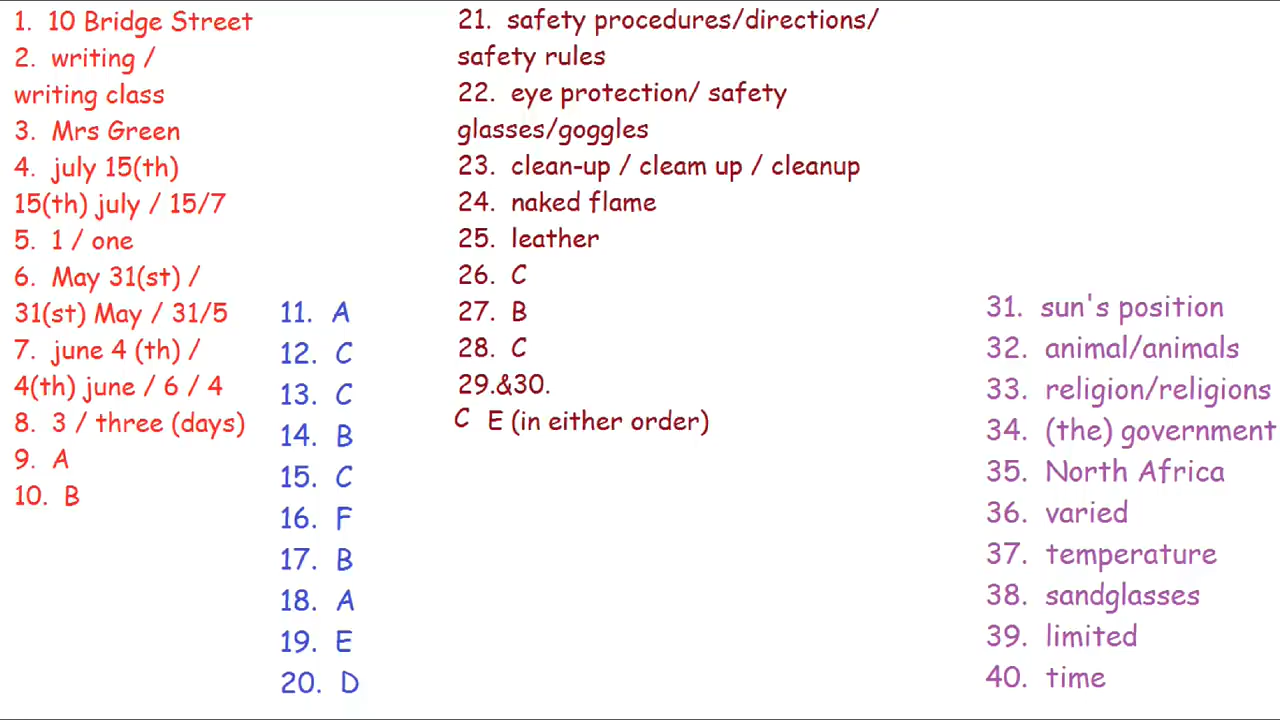 1. 10 Bridge Street
2. writing /
writing class
3. Mrs Green
4. july 15(th)
15(th) july / 15/7
5. 1 / one
6. May 31(st) /
31(st) May / 31/5
7. june 4 (th) /
4(th) june / 6 / 4
8. 3 / three (days)
9. A
10. B
11. A
12. C
13. C
14. B
15. C
16. F
17. B
18. A
19. E
20. D
21. safety procedures/directions/
safety rules
22. eye protection/ safety
glasses/goggles
23. clean-up / cleam up / cleanup
24. naked flame
25. leather
26. C
27. B
28. C
29.&30.
C E (in either order)
31. sun's position
32. animal/animals
33. religion/religions
34. (the) government
35. North Africa
36. varied
37. temperature
38. sandglasses
39. limited
40. time